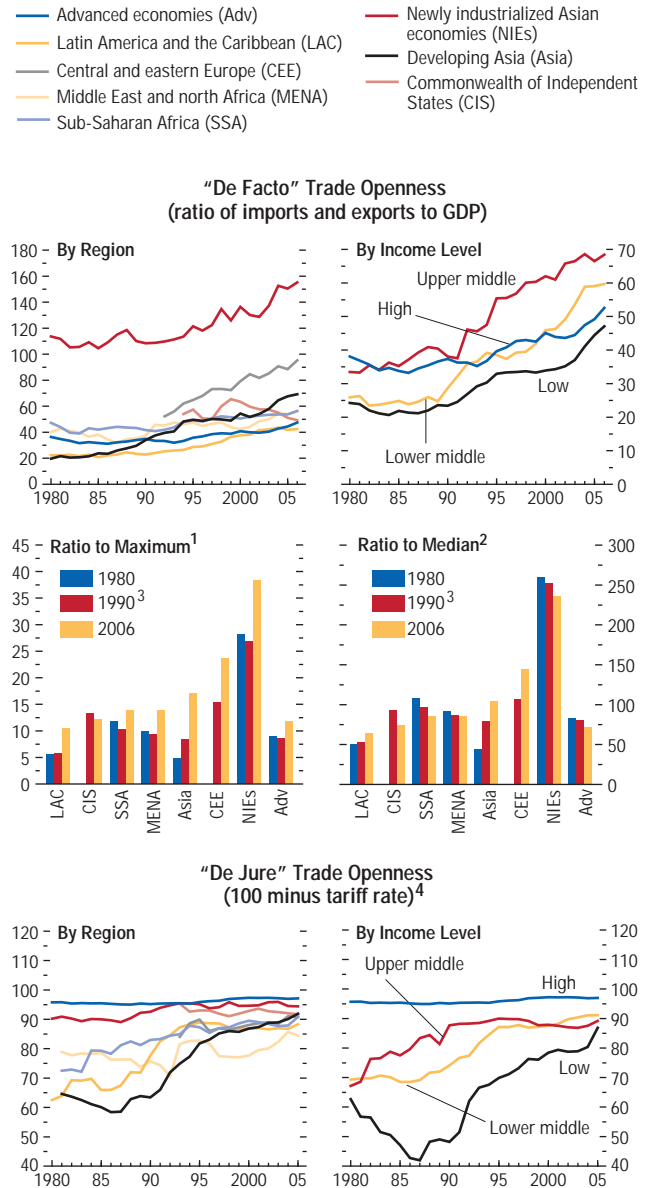 Advanced economies (Adv)
Latin America and the Caribbean (LAC)
Central and eastern Europe (CEE)
Middle East and north Africa (MENA)
Sub-Saharan Africa (SSA)
Newly industrialized Asian
economies (NIEs)
Developing Asia (Asia)
Commonwealth of Independent
States (CIS)
“De Facto” Trade Openness
(ratio of imports and exports to GDP)
By Region
180
160
140
120
100
80
60
40
20
0
1980 85 90 95 2000 05
By Income Level
Upper middle
High
Low
Lower middle
70
60
50
40
30
20
10
0
1980 85 90 95 2000 05
Ratio to Maximum1
1980
1990 3
2006
45
40
35
30
25
20
15
10
5
0
LAC CIS SSA MENA Asia CEE NIEs Adv
Ratio to Median2
1980
1990 3
2006
300
250
200
150
100
50
0
LAC CIS SSA MENA Asia CEE NIEs Adv
“De Jure” Trade Openness
(100 minus tariff rate)4
By Region
120
110
100
90
80
70
60
50
40
1980 85 90 95 2000 05
By Income Level
Upper middle
High
Low
Lower middle
120
110
100
90
80
70
60
50
40
1980 85 90 95 2000 05